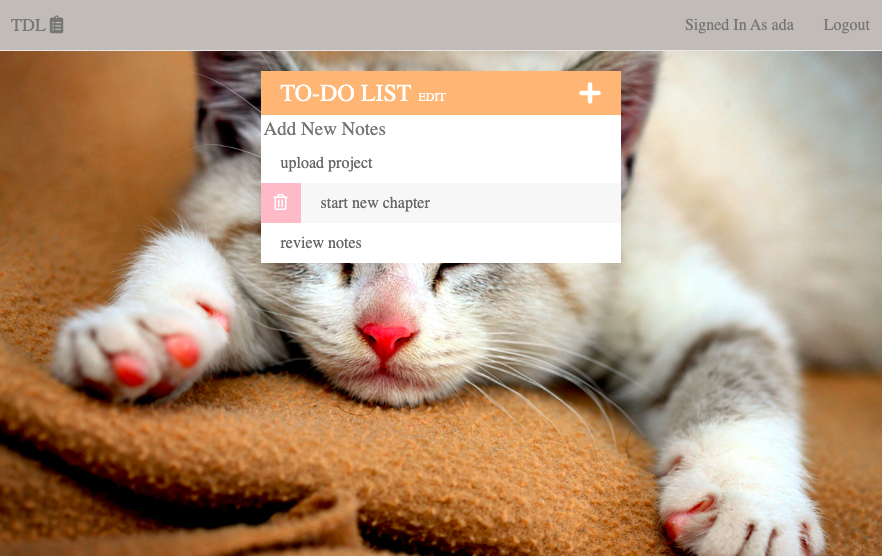 TDL
Signed In As ada
Logout
TO-DO LIST EDIT
Add New Notes
upload project
start new chapter
review notes